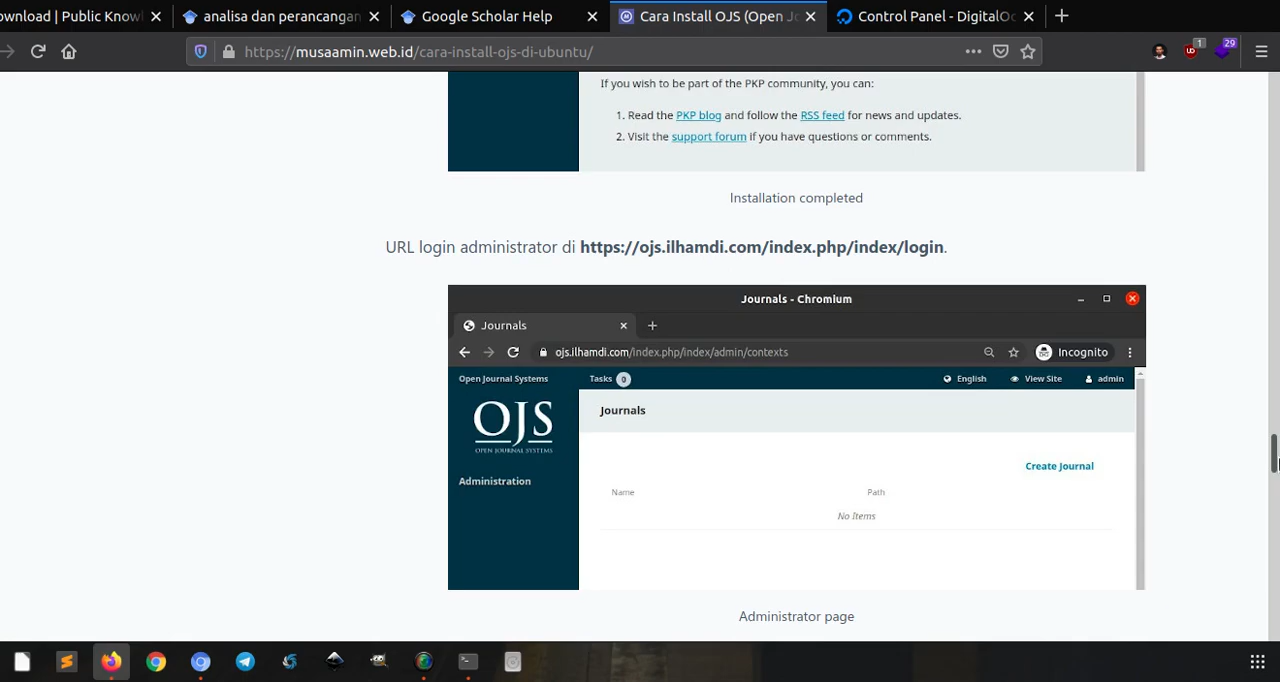 ownload | Public Know
analisa dan perancangan
Google Scholar Help
Cara Install OJS (Open Jo
Control Panel - DigitalOc
https://musaamin.web.id/cara-install-ojs-di-ubuntu/
1
29
If you wish to be part of the PKP community, you can:
1. Read the PKP blog and follow the RSS feed for news and updates.
2. Visit the support forum if you have questions or comments.
Installation completed
URL login administrator di https://ojs.ilhamdi.com/index.php/index/login.
Journals - Chromium
Journals
ojs.ilhamdi.com/index.php/index/admin/contexts
Incognito
Open Journal Systems
Tasks 0
English
View Site
admin
OJS
OPEN JOURNAL SYSTEMS
Journals
Create Journal
Administration
Name
Path
No Items
Administrator page